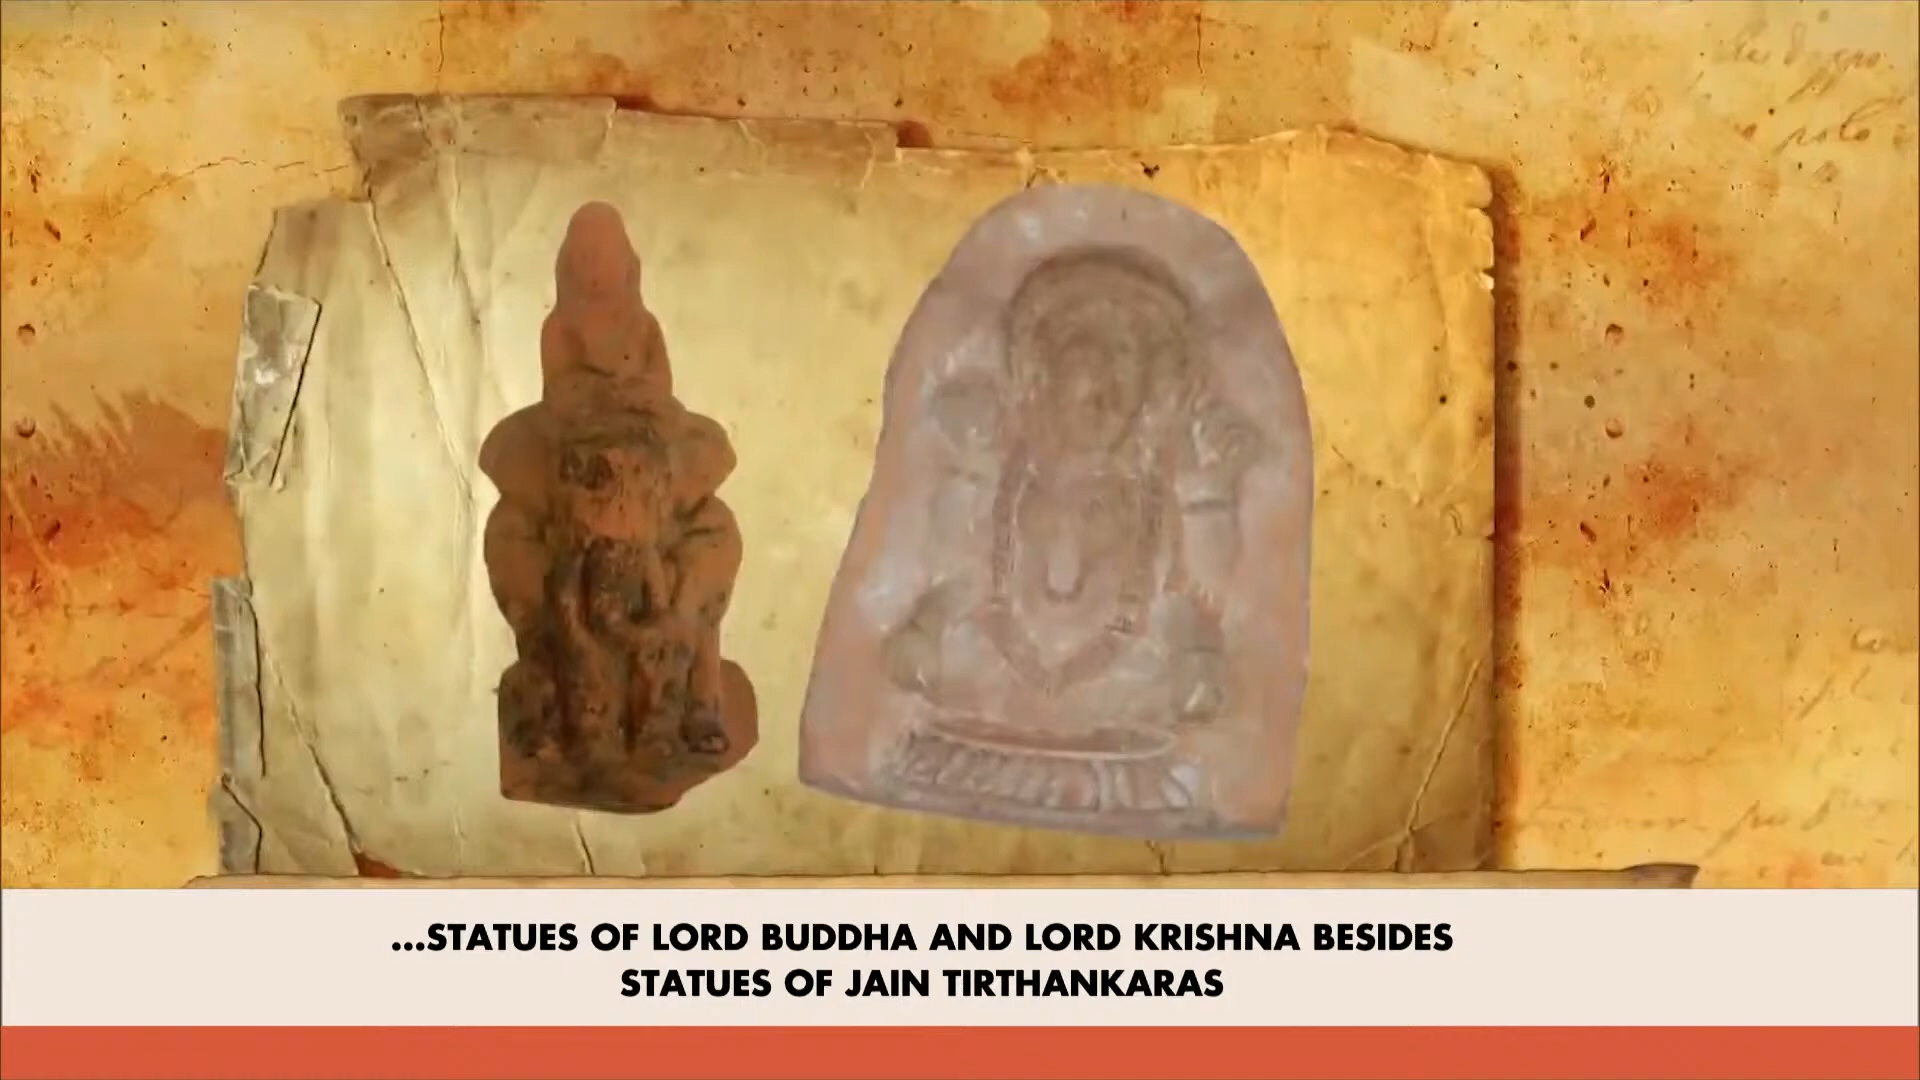 ...STATUES OF LORD BUDDHA AND LORD KRISHNA BESIDES
STATUES OF JAIN TIRTHANKARAS